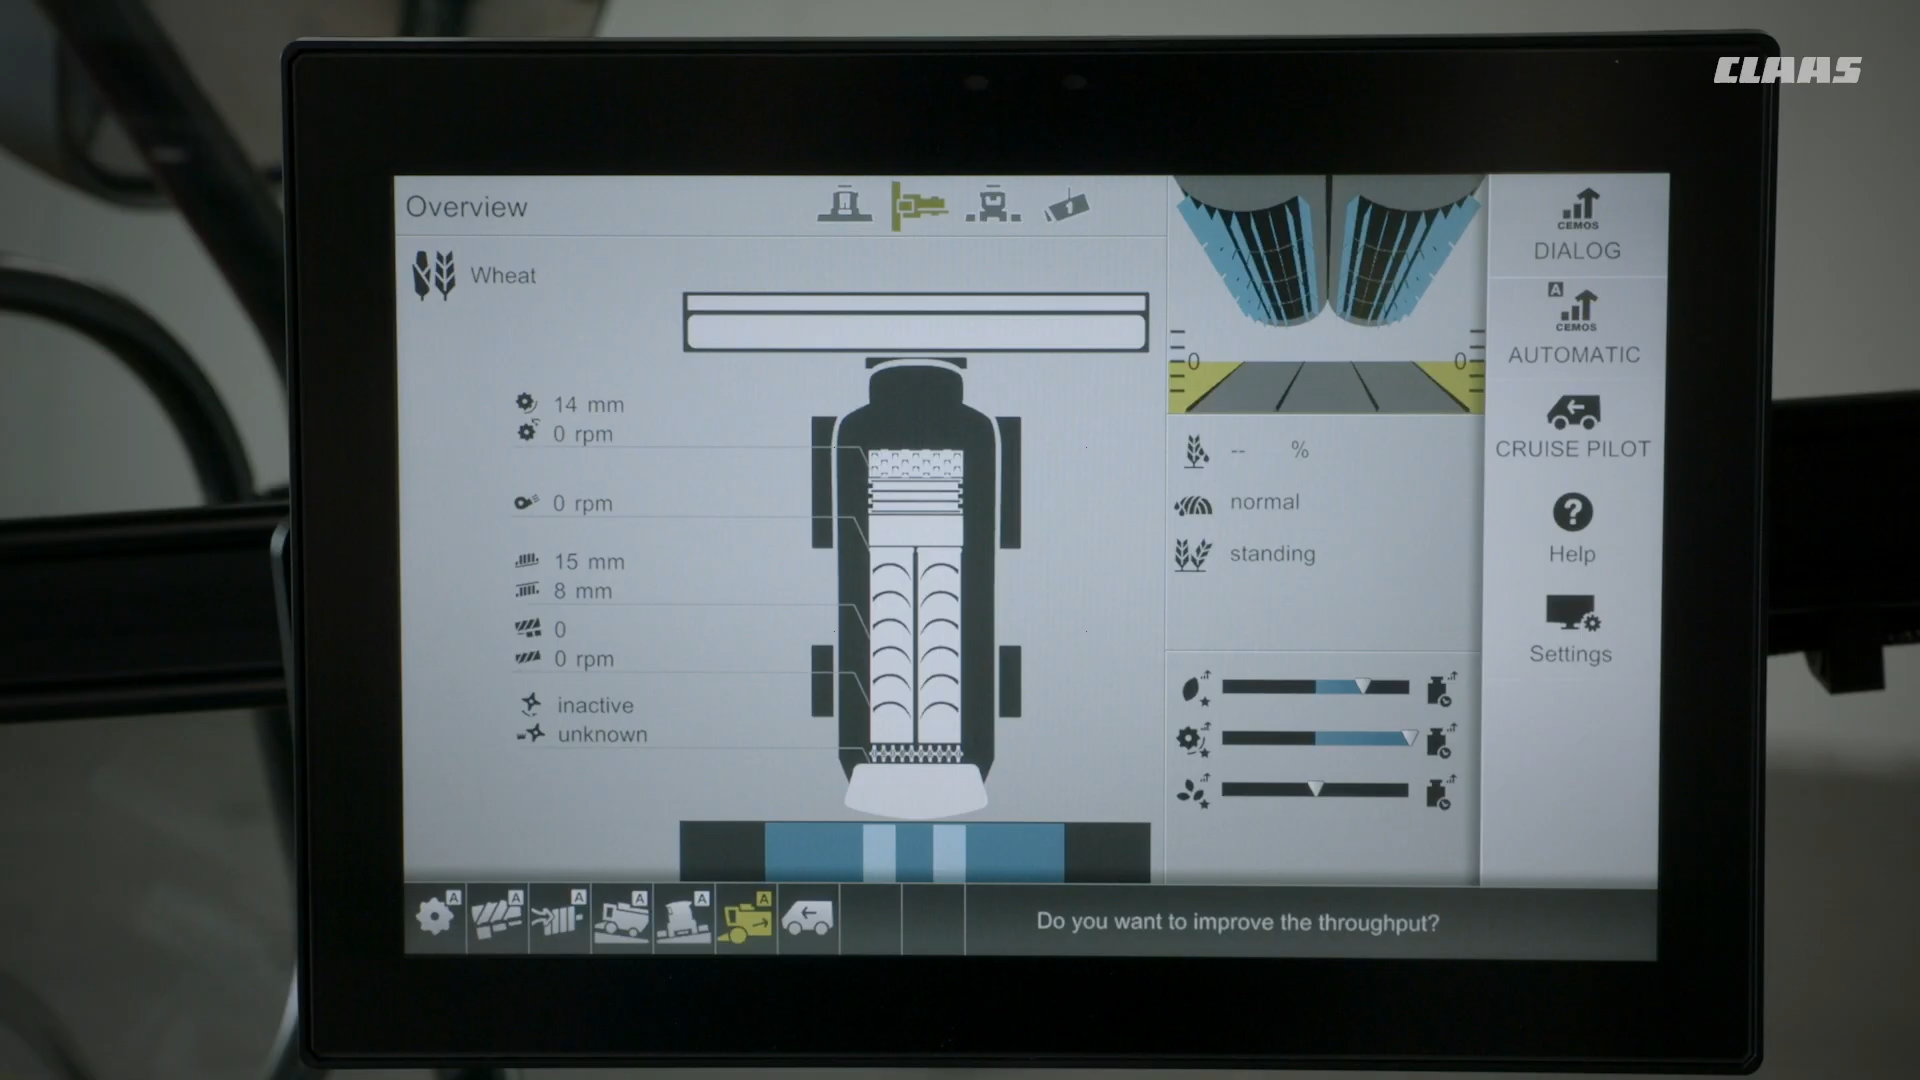 CLAAS
Overview
Wheat
14 mm
0 rpm
0 rpm
15 mm
8 mm
0
0 rpm
inactive
unknown
0
0
-- %
normal
standing
CEMOS
DIALOG
A
CEMOS
AUTOMATIC
CRUISE PILOT
?
Help
Settings
A
A
A
A
A
A
Do you want to improve the throughput?